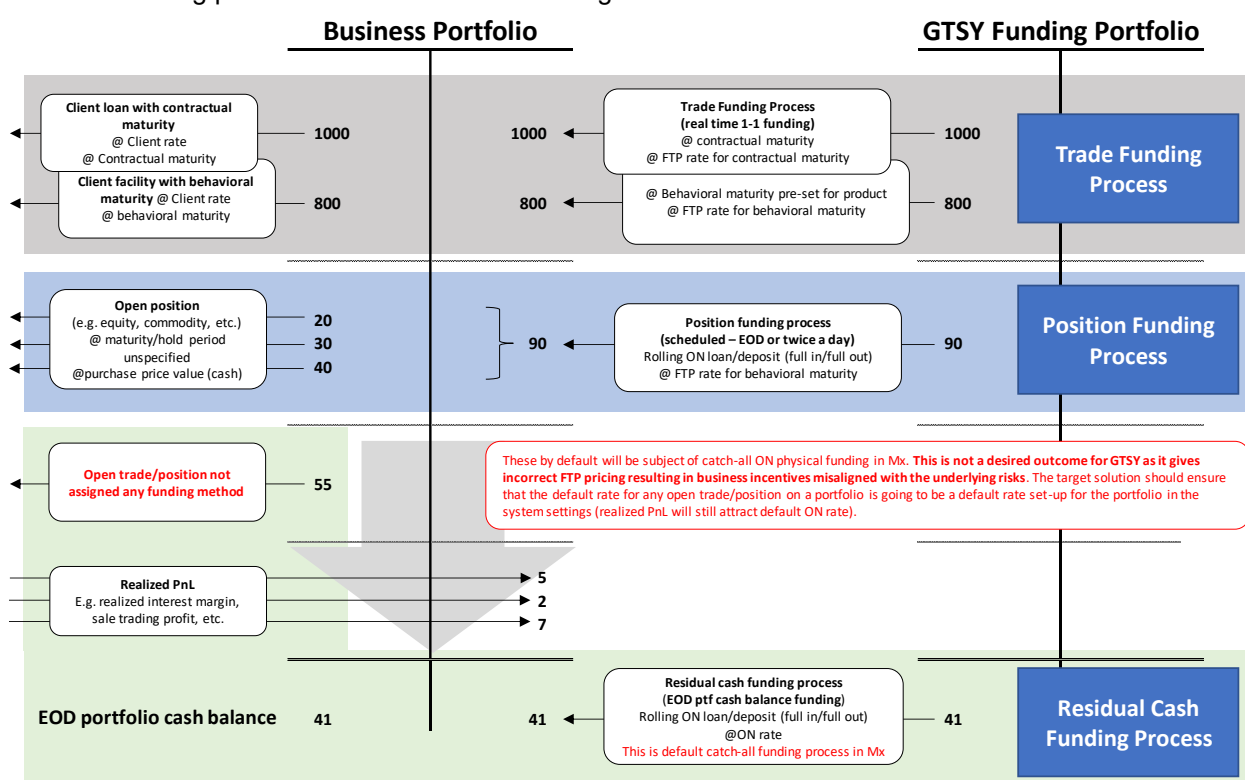 Business Portfolio
GTSY Funding Portfolio
Client loan with contractual
maturity
@ Client rate
@ Contractual maturity
1000
1000
Trade Funding Process
(real time 1-1 funding)
@ contractual maturity
@ FTP rate for contractual maturity
1000
Trade Funding
Process
Client facility with behavioral
maturity @ Client rate
@ behavioral maturity
800
800
@ Behavioral maturity pre-set for product
@ FTP rate for behavioral maturity
800
Open position
(e.g. equity, commodity, etc.)
@ maturity/hold period
unspecified
@purchase price value (cash)
20
30
40
90
Position funding process
(scheduled – EOD or twice a day)
Rolling ON loan/deposit (full in/full out)
@ FTP rate for behavioral maturity
90
Position Funding
Process
Open trade/position not
assigned any funding method
55
These by default will be subject of catch-all ON physical funding in Mx. This is not a desired outcome for GTSY as it gives
incorrect FTP pricing resulting in business incentives misaligned with the underlying risks. The target solution should ensure
that the default rate for any open trade/position on a portfolio is going to be a default rate set-up for the portfolio in the
system settings (realized PnL will still attract default ON rate).
Realized PnL
E.g. realized interest margin,
sale trading profit, etc.
5
2
7
EOD portfolio cash balance
41
41
Residual cash funding process
(EOD ptf cash balance funding)
Rolling ON loan/deposit (full in/full out)
@ON rate
This is default catch-all funding process in Mx
41
Residual Cash
Funding Process